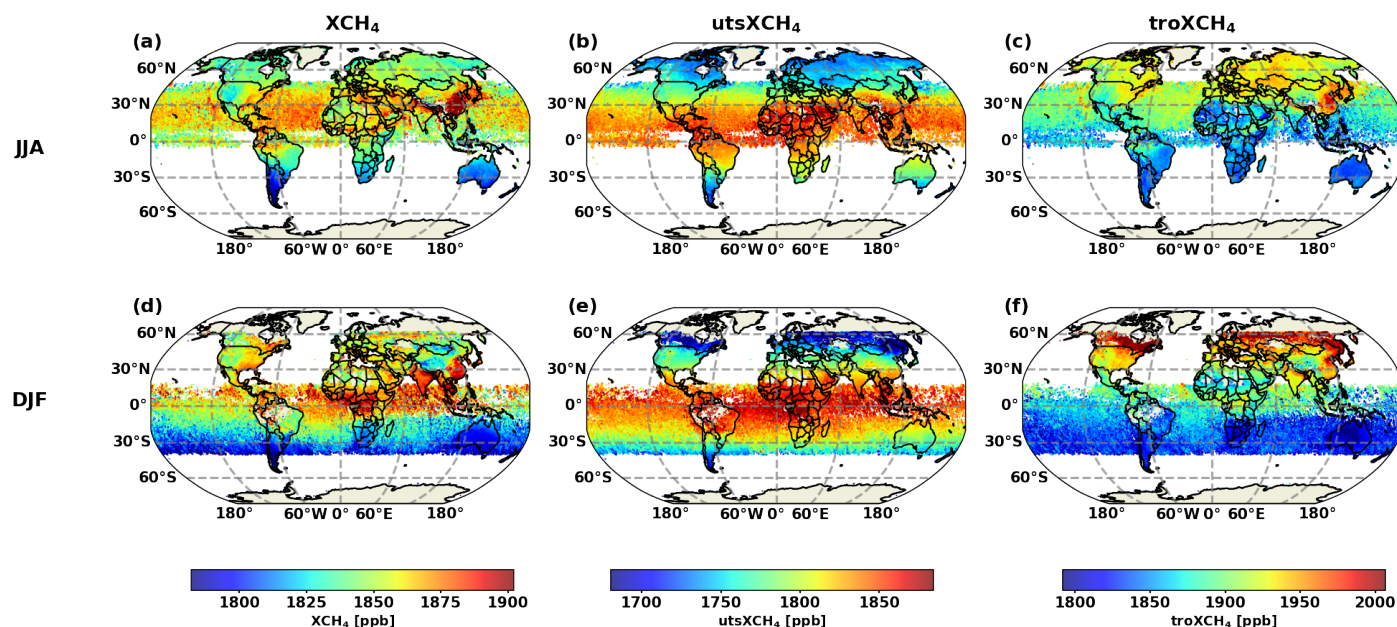 XCH₄ utsXCH₄ troXCH₄
(a) (b) (c)
60°N 60°N 60°N
30°N 30°N 30°N
JJA 0° 0° 0°
30°S 30°S 30°S
60°S 60°S 60°S
180° 60°W 0° 60°E 180° 180° 60°W 0° 60°E 180° 180° 60°W 0° 60°E 180°
(d) (e) (f)
60°N 60°N 60°N
30°N 30°N 30°N
DJF 0° 0° 0°
30°S 30°S 30°S
60°S 60°S 60°S
180° 60°W 0° 60°E 180° 180° 60°W 0° 60°E 180° 180° 60°W 0° 60°E 180°
1800 1825 1850 1875 1900 1700 1750 1800 1850 1800 1850 1900 1950 2000
XCH₄ [ppb] utsXCH₄ [ppb] troXCH₄ [ppb]